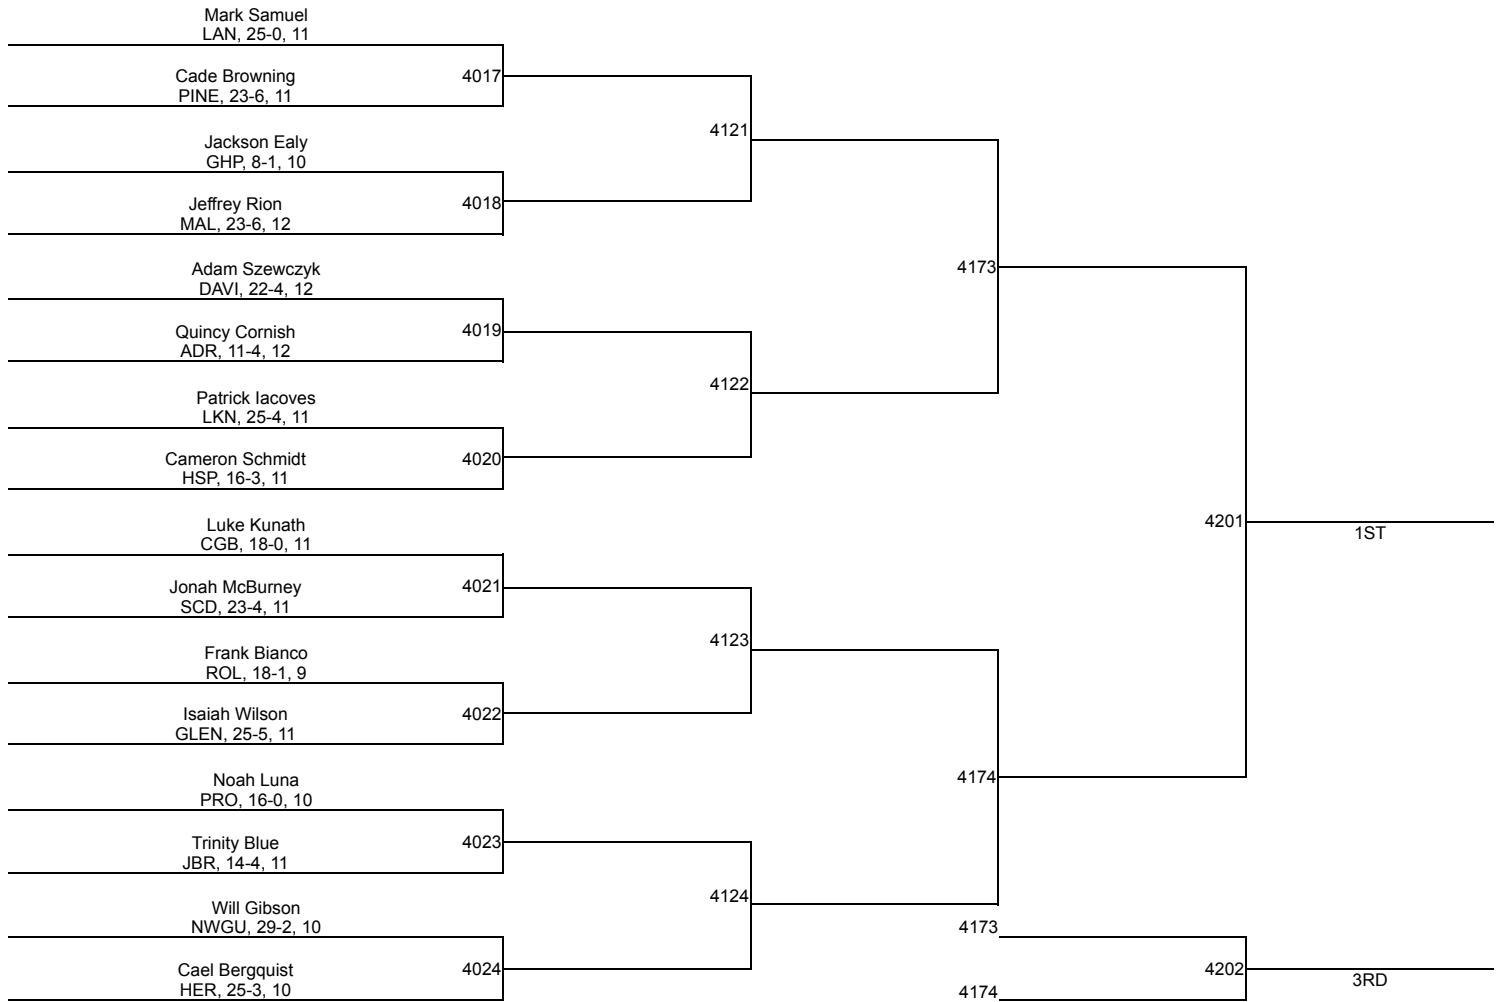 Mark Samuel
LAN, 25-0, 11
Cade Browning
PINE, 23-6, 11
4017
Jackson Ealy
GHP, 8-1, 10
Jeffrey Rion
MAL, 23-6, 12
4018
Adam Szewczyk
DAVI, 22-4, 12
Quincy Cornish
ADR, 11-4, 12
4019
Patrick Iacoves
LKN, 25-4, 11
Cameron Schmidt
HSP, 16-3, 11
4020
Luke Kunath
CGB, 18-0, 11
Jonah McBurney
SCD, 23-4, 11
4021
Frank Bianco
ROL, 18-1, 9
Isaiah Wilson
GLEN, 25-5, 11
4022
Noah Luna
PRO, 16-0, 10
Trinity Blue
JBR, 14-4, 11
4023
Will Gibson
NWGU, 29-2, 10
Cael Bergquist
HER, 25-3, 10
4024
4121
4122
4123
4124
4173
4174
4201
1ST
4173
4174
4202
3RD